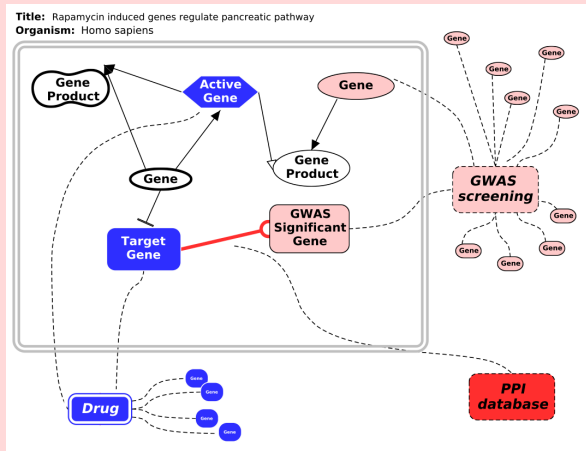 Title: Rapamycin induced genes regulate pancreatic pathway
Organism: Homo sapiens
Gene
Gene
Gene
Gene
Gene
Gene
Product
Active
Gene
Gene
Gene
Product
Gene
GWAS
screening
Target
Gene
GWAS
Significant
Gene
Gene
Gene
Gene
Gene
Drug
Gene
Gene
Gene
Gene
PPI
database